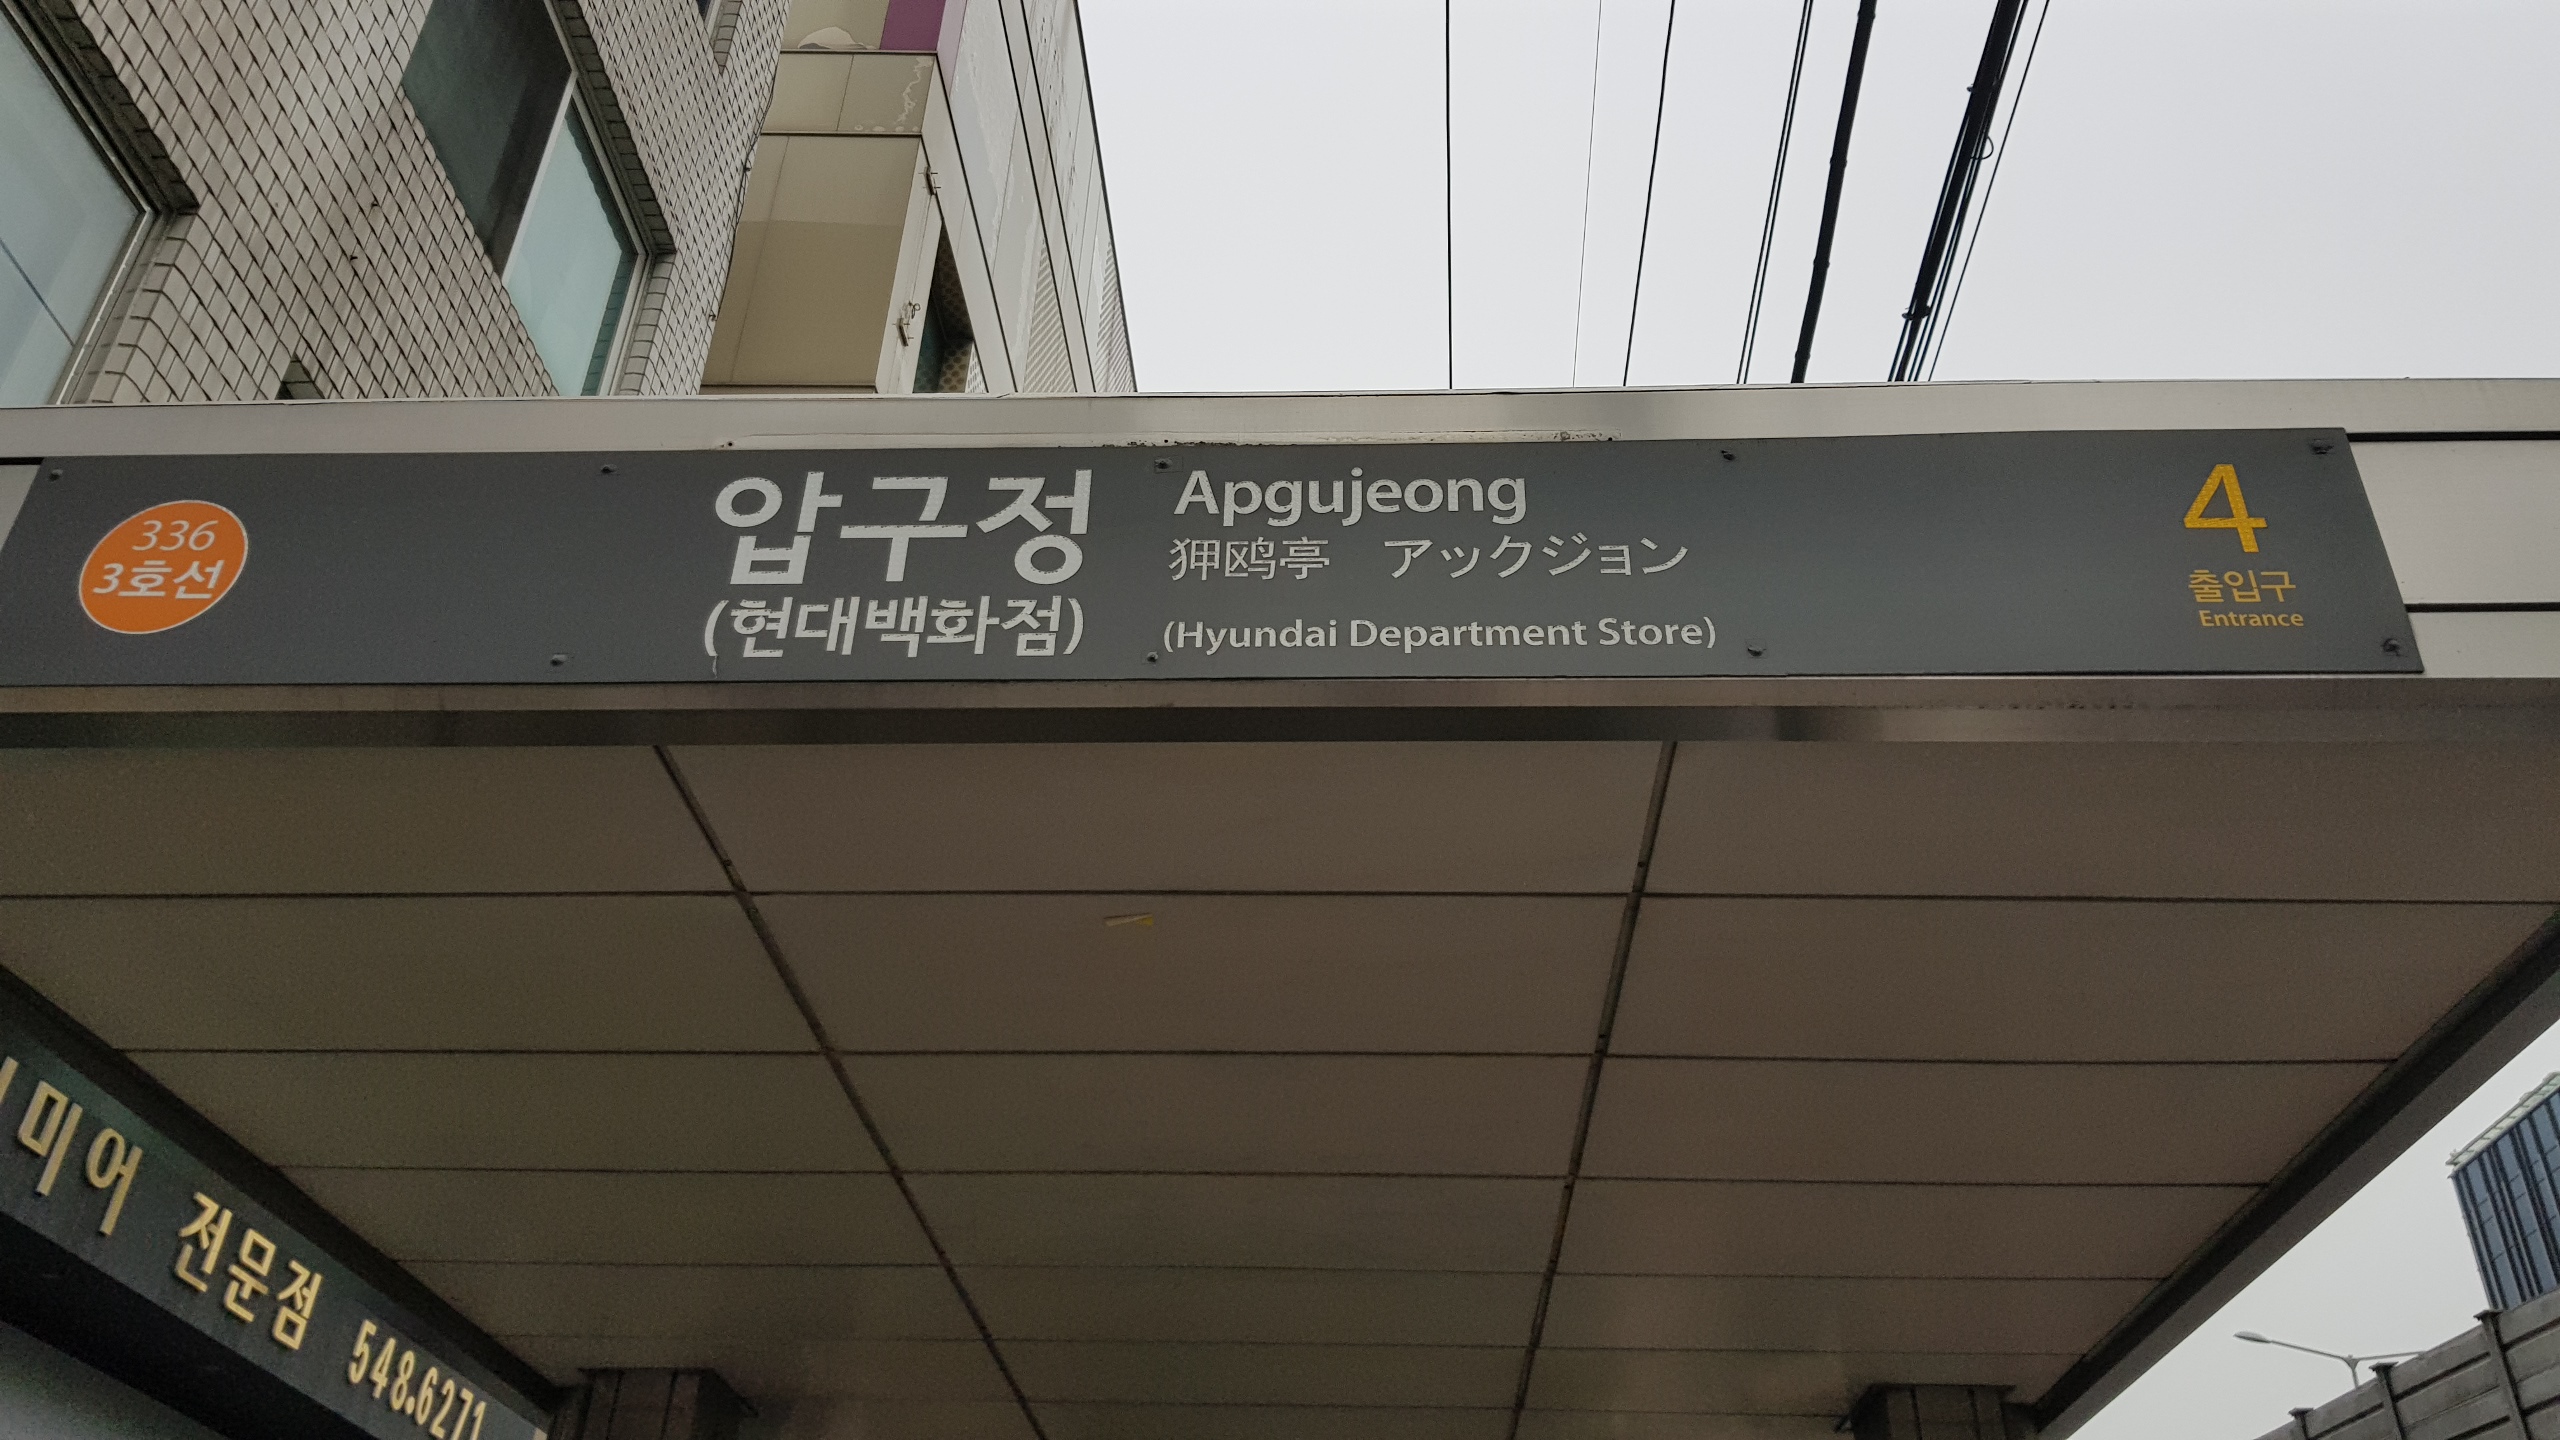 336
3호선
압구정
(현대백화점)
Apgujeong
狎鸥亭 アックジョン
(Hyundai Department Store)
4
출입구
Entrance
미어 전문점 548.6271